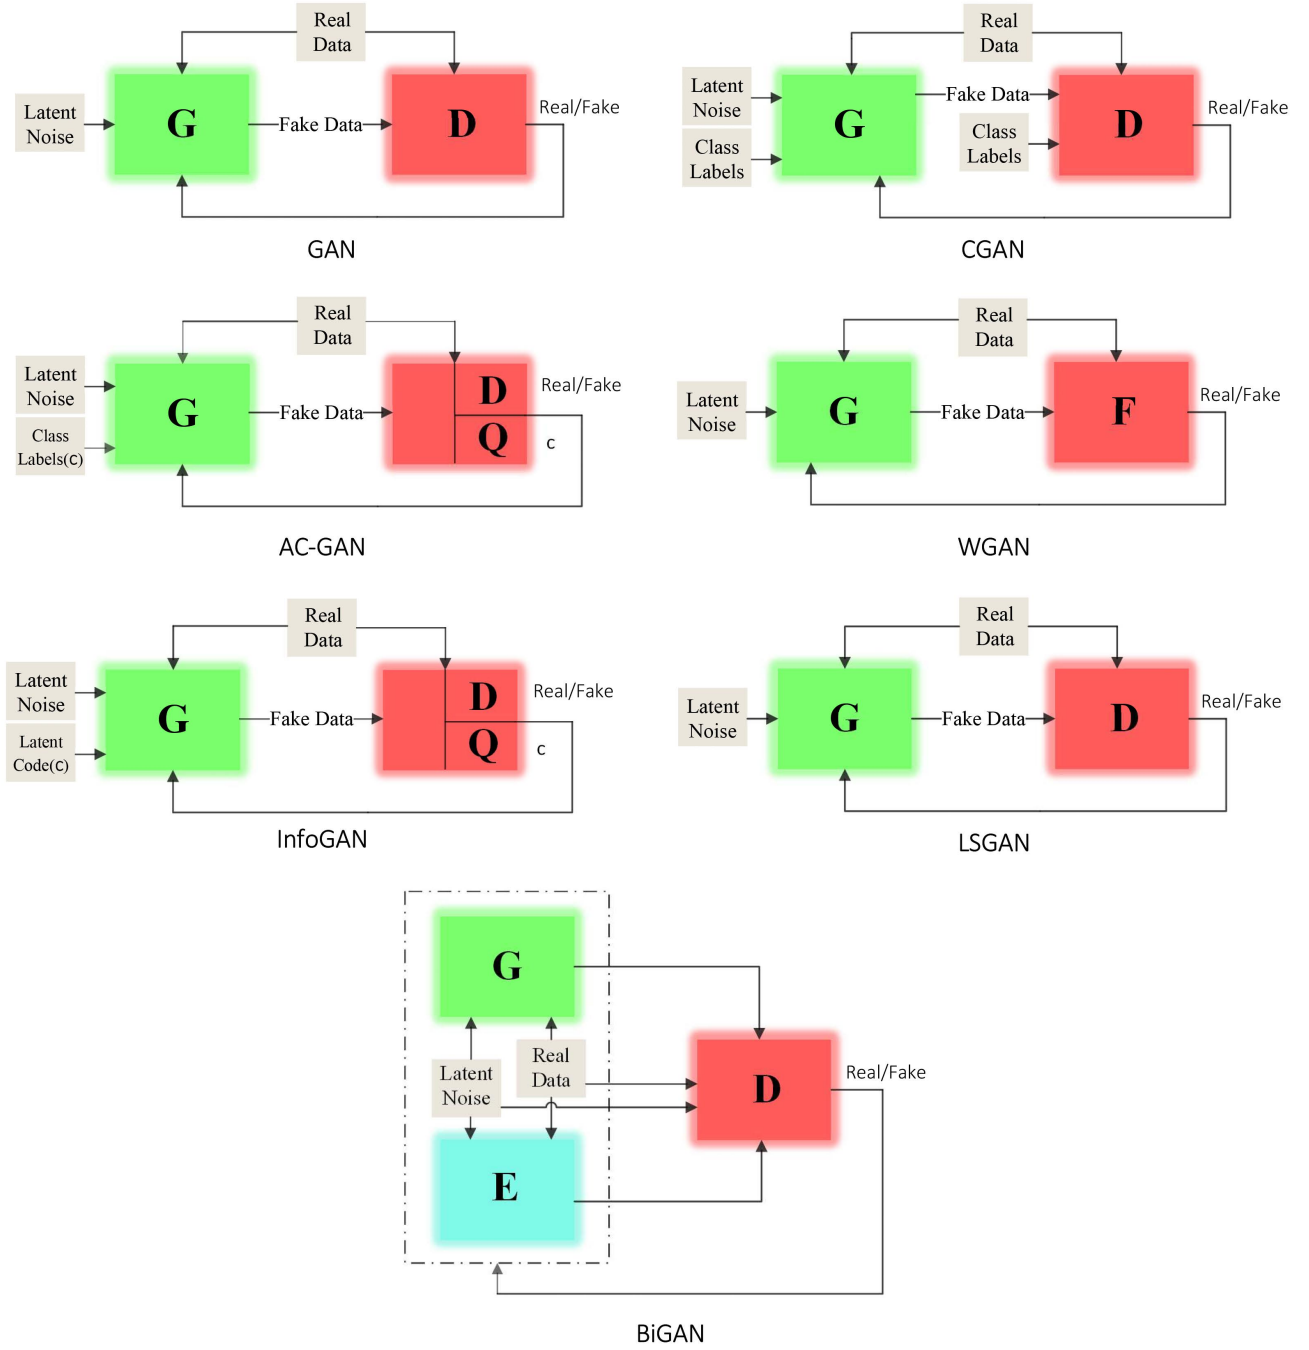 Real
Data
Latent
Noise
G
Fake Data
D
Real/Fake
GAN
Real
Data
Latent
Noise
Class
Labels
G
Fake Data
Class
Labels
D
Real/Fake
CGAN
Real
Data
Latent
Noise
Class
Labels(c)
G
Fake Data
D
Q
Real/Fake
c
AC-GAN
Real
Data
Latent
Noise
G
Fake Data
F
Real/Fake
WGAN
Real
Data
Latent
Noise
Latent
Code(c)
G
Fake Data
D
Q
Real/Fake
c
InfoGAN
Real
Data
Latent
Noise
G
Fake Data
D
Real/Fake
LSGAN
G
Latent
Noise
Real
Data
E
D
Real/Fake
BiGAN